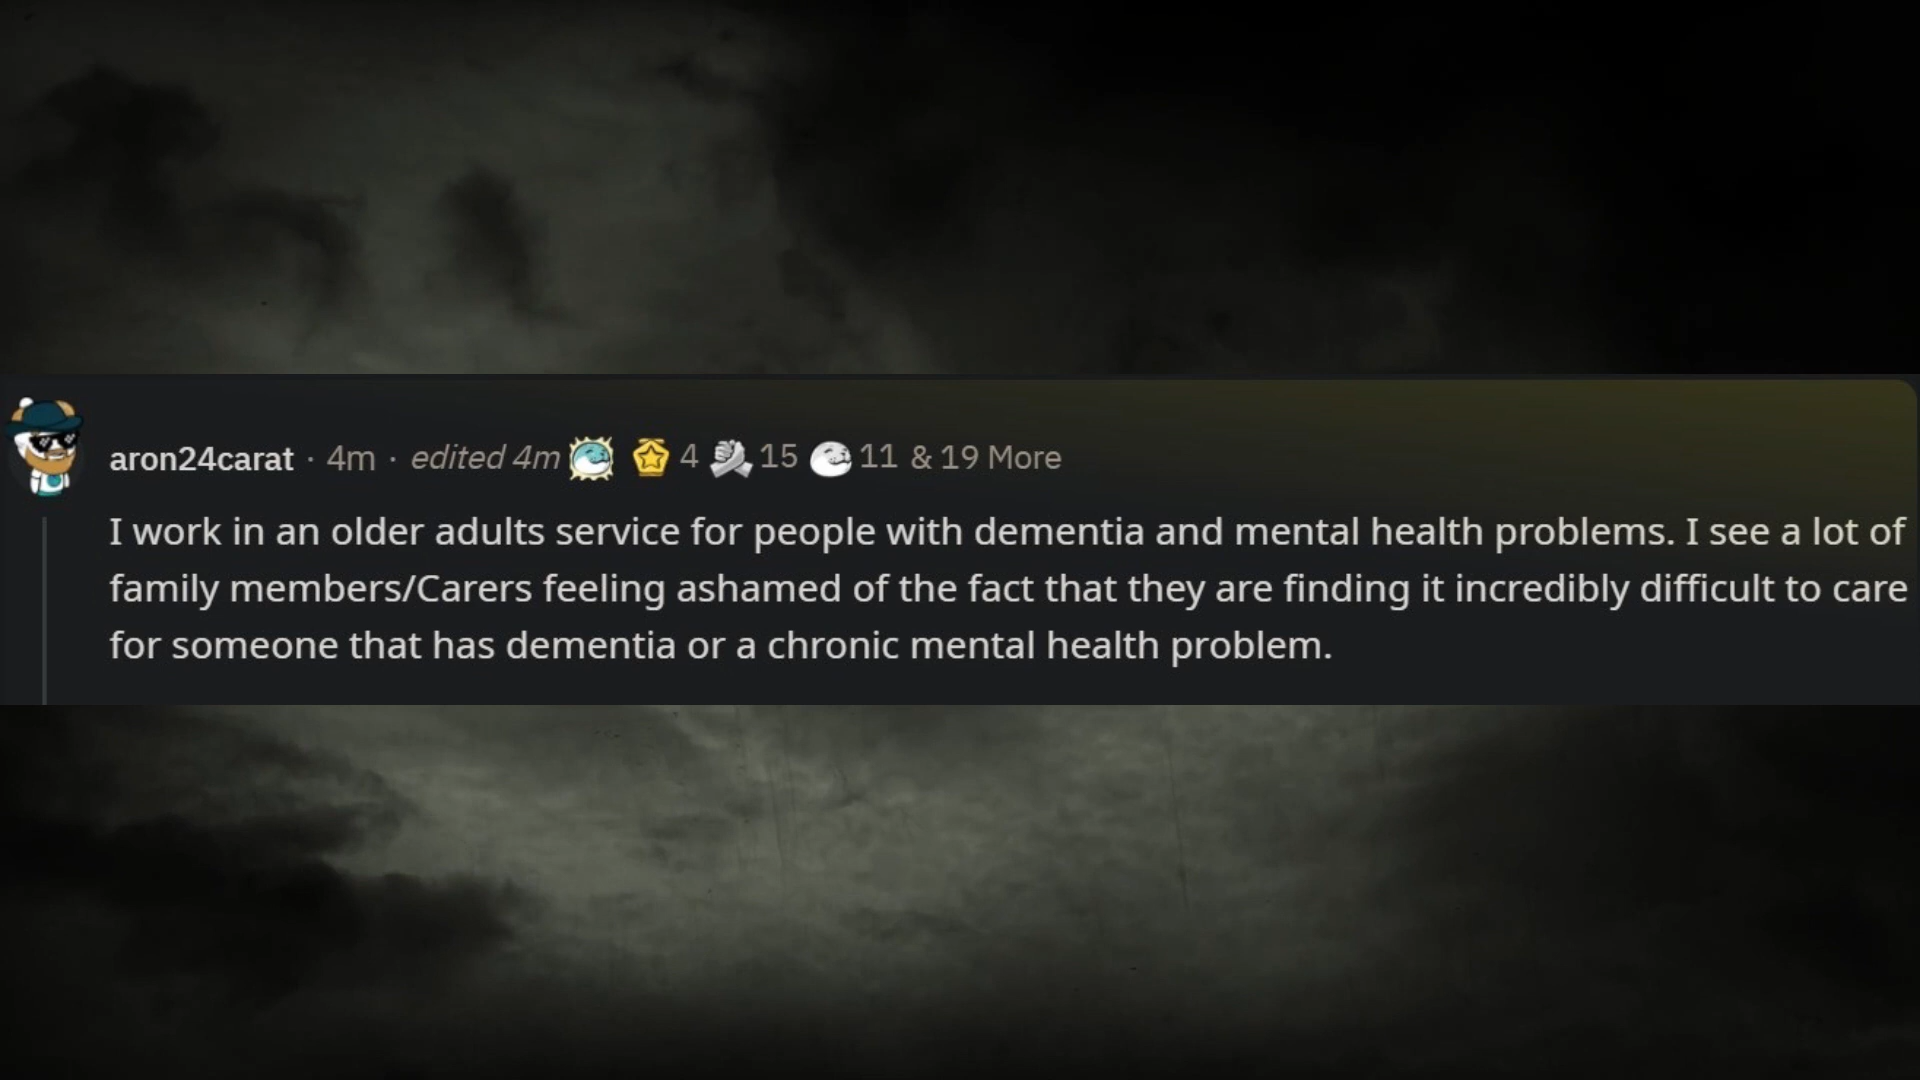 aron24carat · 4m · edited 4m 4 15 11 & 19 More
I work in an older adults service for people with dementia and mental health problems. I see a lot of
family members/Carers feeling ashamed of the fact that they are finding it incredibly difficult to care
for someone that has dementia or a chronic mental health problem.